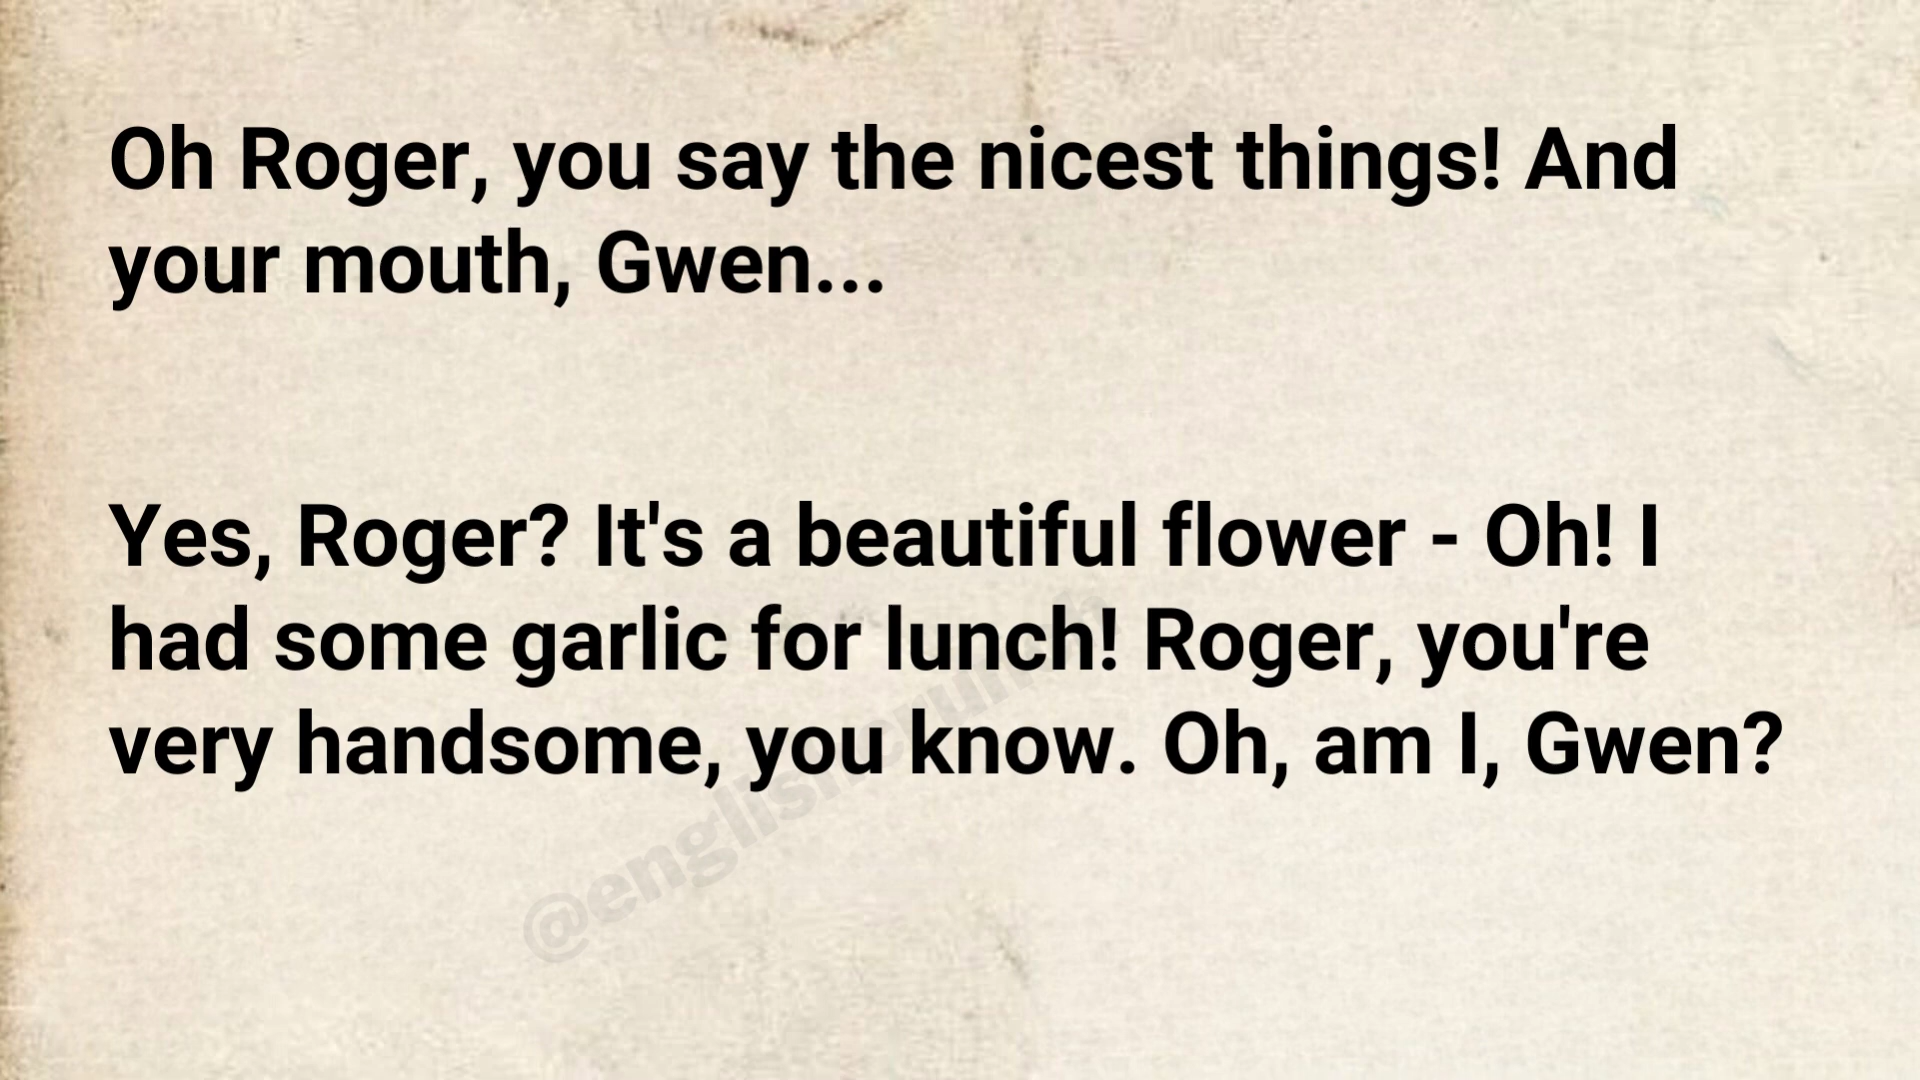 Oh Roger, you say the nicest things! And
your mouth, Gwen...
Yes, Roger? It's a beautiful flower - Oh! I
had some garlic for lunch! Roger, you're
very handsome, you know. Oh, am I, Gwen?
@englishcrunch